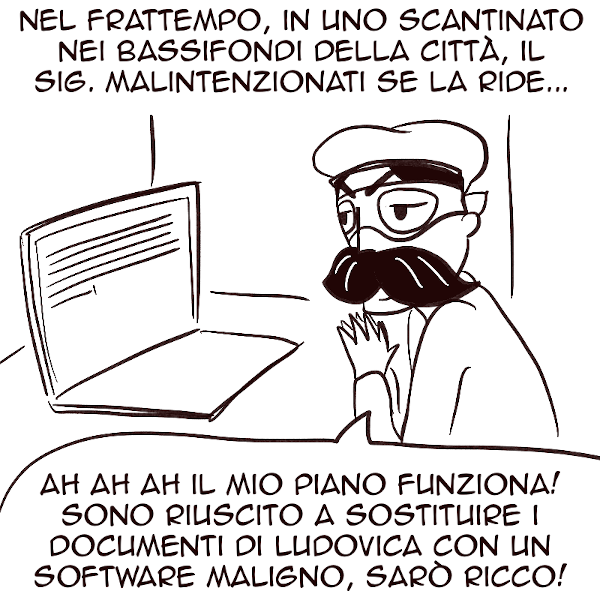 NEL FRATTEMPO, IN UNO SCANTINATO
NEI BASSIFONDI DELLA CITTÀ, IL
SIG. MALINTENZIONATI SE LA RIDE...
AH AH AH IL MIO PIANO FUNZIONA!
SONO RIUSCITO A SOSTITUIRE I
DOCUMENTI DI LUDOVICA CON UN
SOFTWARE MALIGNO, SARÒ RICCO!